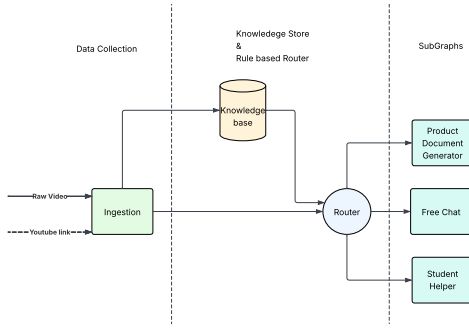 Data Collection
Knowledege Store
&
Rule based Router
SubGraphs
Knowledge
base
Product
Document
Generator
Raw Video
Ingestion
Router
Free Chat
Youtube link
Student
Helper